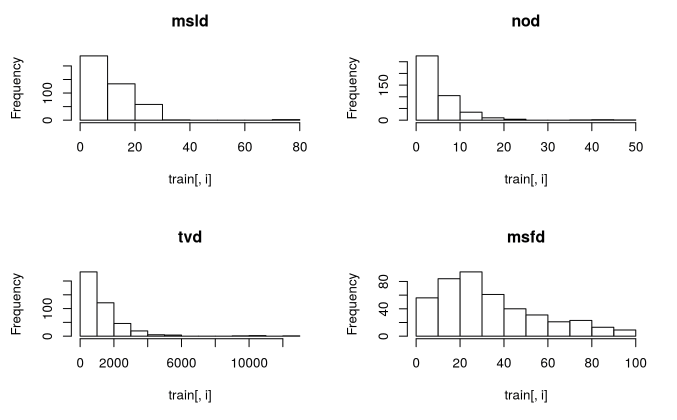 msld
Frequency
0 100
0 20 40 60 80
train[, i]
nod
Frequency
0 150
0 10 20 30 40 50
train[, i]
tvd
Frequency
0 100
0 2000 6000 10000
train[, i]
msfd
Frequency
0 40 80
0 20 40 60 80 100
train[, i]